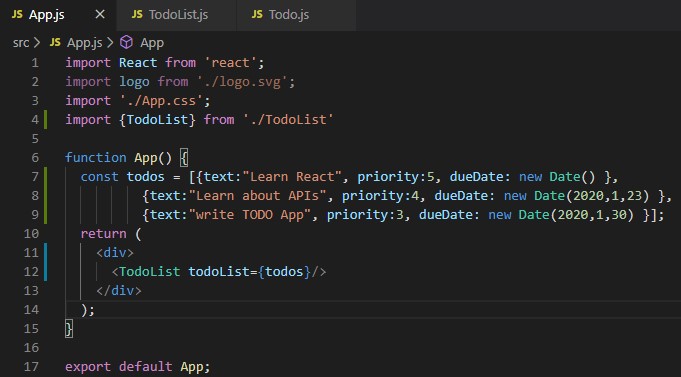 JS App.js × JS TodoList.js JS Todo.js
src > JS App.js > App
1 import React from 'react';
2 import logo from './logo.svg';
3 import './App.css';
4 import {TodoList} from './TodoList'
5
6 function App() {
7 const todos = [{text:"Learn React", priority:5, dueDate: new Date() },
8 {text:"Learn about APIs", priority:4, dueDate: new Date(2020,1,23) },
9 {text:"write TODO App", priority:3, dueDate: new Date(2020,1,30) }];
10 return (
11 <div>
12 <TodoList todoList={todos}/>
13 </div>
14 );
15 }
16
17 export default App;